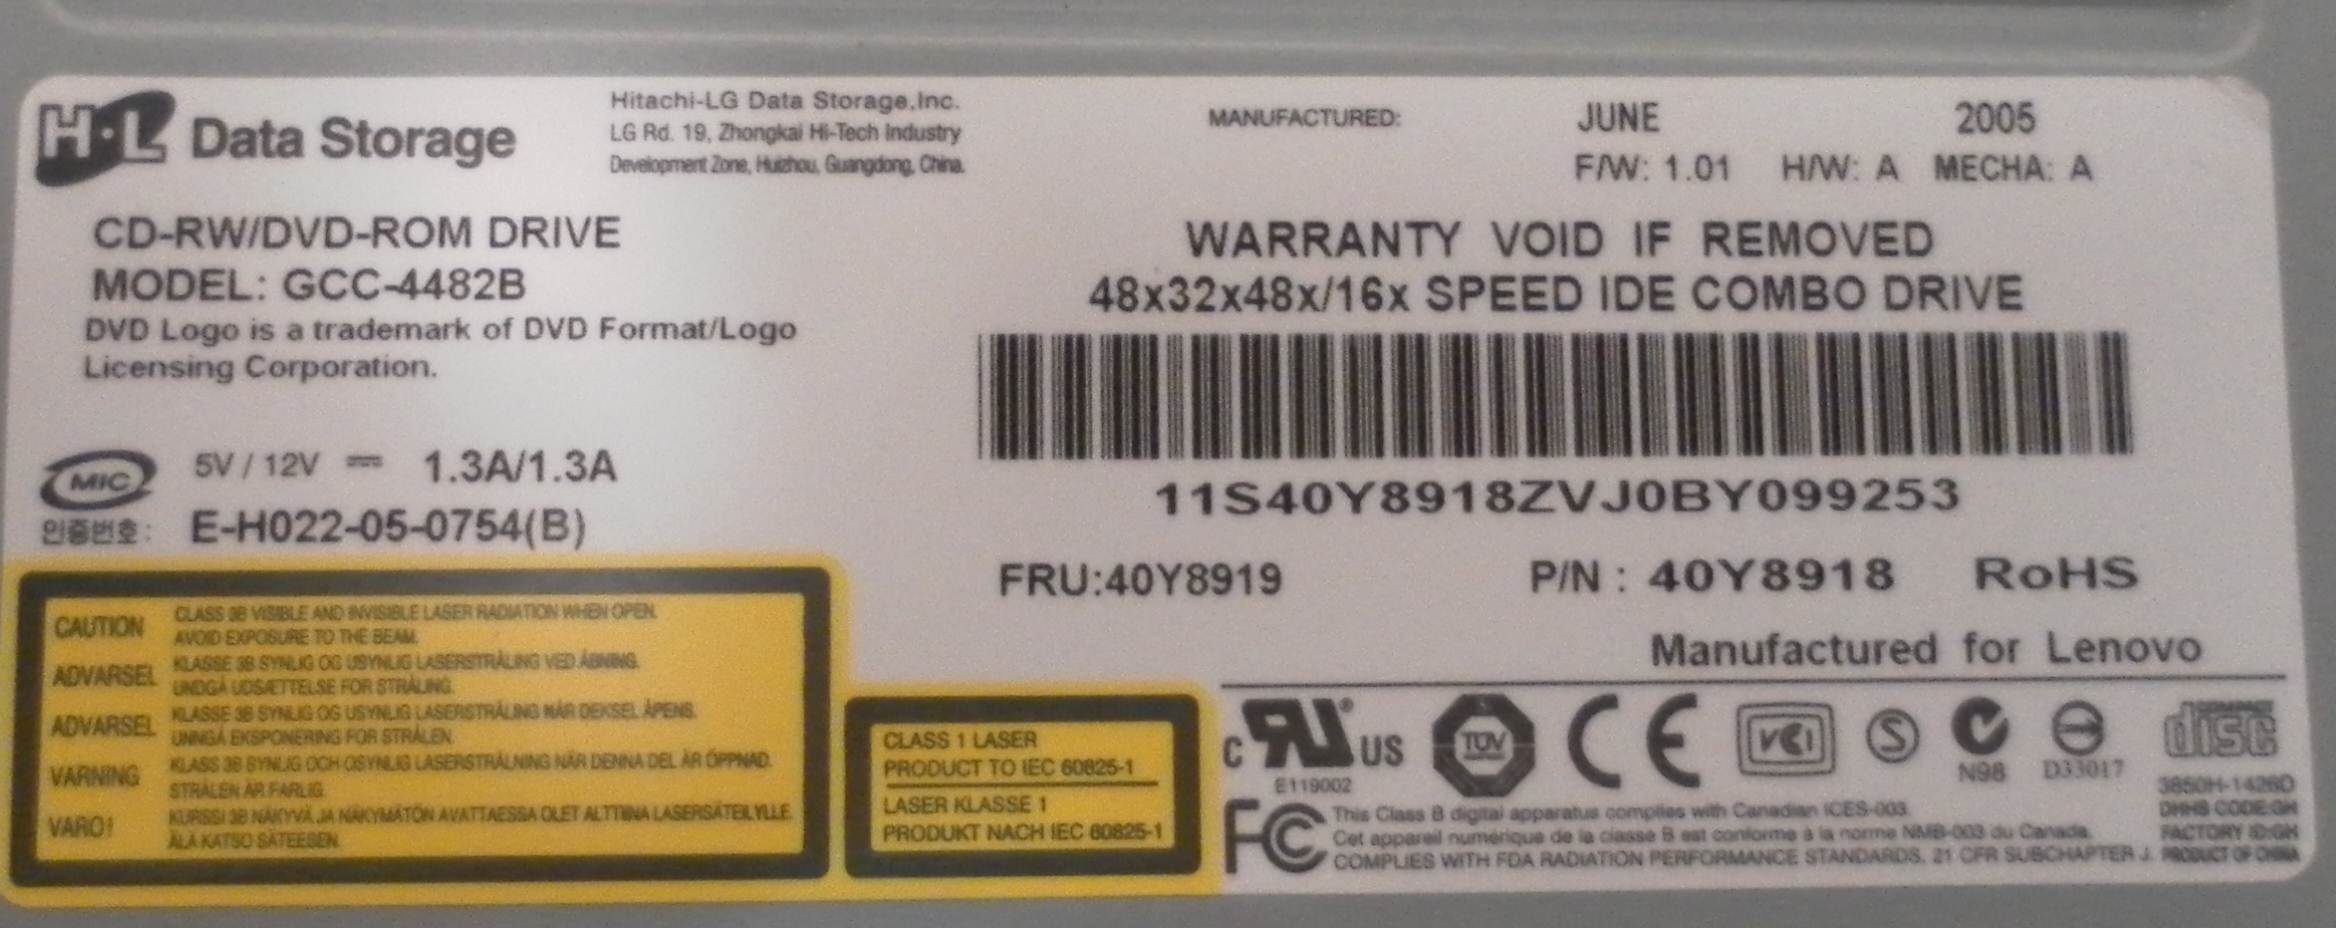 H·L Data Storage
Hitachi-LG Data Storage,Inc.
LG Rd. 19, Zhongkai Hi-Tech Industry
Development Zone, Huizhou, Guangdong, China.
MANUFACTURED: JUNE 2005
F/W: 1.01 H/W: A MECHA: A
CD-RW/DVD-ROM DRIVE
MODEL: GCC-4482B
DVD Logo is a trademark of DVD Format/Logo
Licensing Corporation.
WARRANTY VOID IF REMOVED
48x32x48x/16x SPEED IDE COMBO DRIVE
11S40Y8918ZVJ0BY099253
MIC 5V / 12V ⎓ 1.3A/1.3A
인증번호: E-H022-05-0754(B)
FRU:40Y8919 P/N : 40Y8918 RoHS
Manufactured for Lenovo
CAUTION CLASS 3B VISIBLE AND INVISIBLE LASER RADIATION WHEN OPEN.
AVOID EXPOSURE TO THE BEAM.
ADVARSEL KLASSE 3B SYNLIG OG USYNLIG LASERSTRÅLING VED ÅBNING.
UNDGÅ UDSÆTTELSE FOR STRÅLING.
ADVARSEL KLASSE 3B SYNLIG OG USYNLIG LASERSTRÅLING NÅR DEKSEL ÅPENS.
UNNGÅ EKSPONERING FOR STRÅLEN.
VARNING KLASS 3B SYNLIG OCH OSYNLIG LASERSTRÅLNING NÄR DENNA DEL ÄR ÖPPNAD.
STRÅLEN ÄR FARLIG.
VARO! KURSSI 3B NÄKYVÄ JA NÄKYMÄTÖN AVATTAESSA OLET ALTTIINA LASERSÄTEILYLLE.
ÄLÄ KATSO SÄTEESEN.
CLASS 1 LASER
PRODUCT TO IEC 60825-1
LASER KLASSE 1
PRODUKT NACH IEC 60825-1
C RU® US TÜV CE VCI S COMPACT disc
E119002 N98 D33017
FC This Class B digital apparatus complies with Canadian ICES-003.
Cet appareil numérique de la classe B est conforme à la norme NMB-003 du Canada.
COMPLIES WITH FDA RADIATION PERFORMANCE STANDARDS, 21 CFR SUBCHAPTER J.
3850H-1426D
DHHS CODE:GH
FACTORY ID:GH
PRODUCT OF CHINA